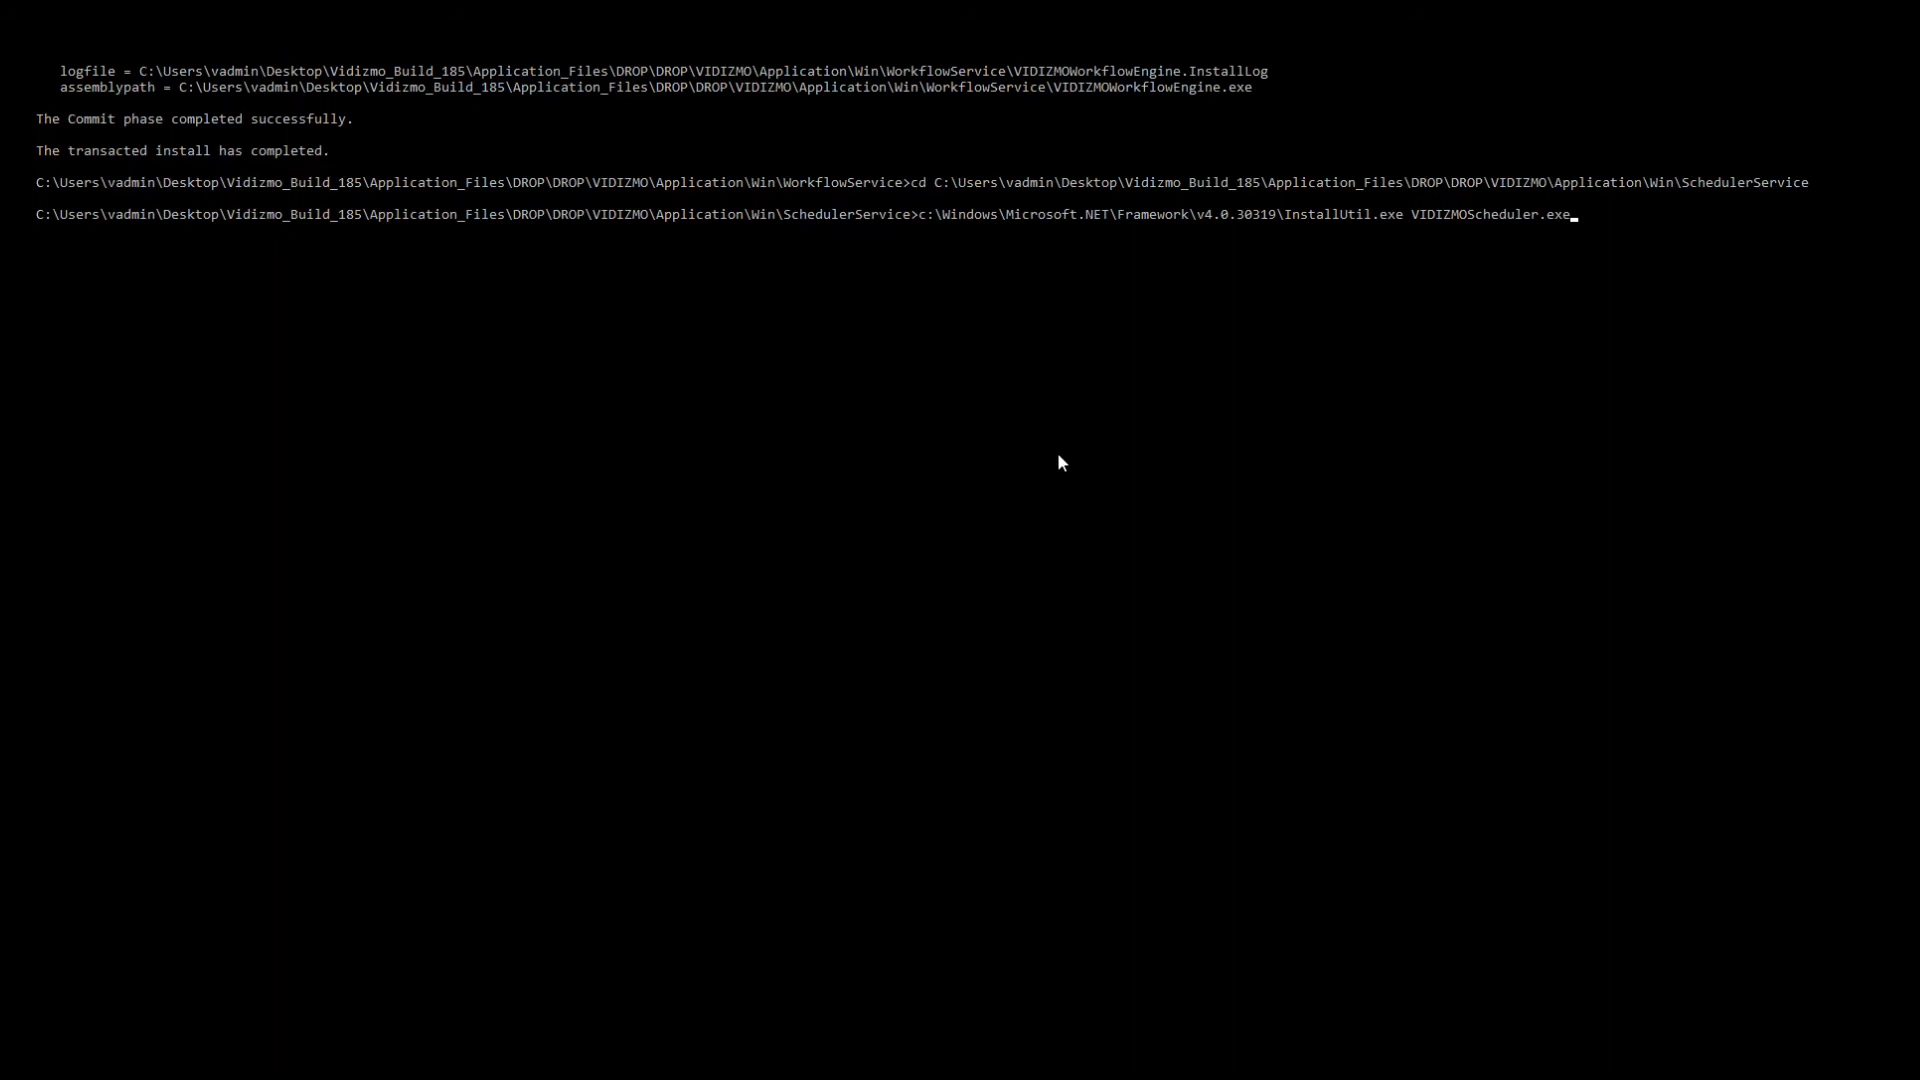 logfile = C:\Users\vadmin\Desktop\Vidizmo_Build_185\Application_Files\DROP\DROP\VIDIZMO\Application\Win\WorkflowService\VIDIZMOWorkflowEngine.InstallLog
assemblypath = C:\Users\vadmin\Desktop\Vidizmo_Build_185\Application_Files\DROP\DROP\VIDIZMO\Application\Win\WorkflowService\VIDIZMOWorkflowEngine.exe
The Commit phase completed successfully.
The transacted install has completed.
C:\Users\vadmin\Desktop\Vidizmo_Build_185\Application_Files\DROP\DROP\VIDIZMO\Application\Win\WorkflowService>cd C:\Users\vadmin\Desktop\Vidizmo_Build_185\Application_Files\DROP\DROP\VIDIZMO\Application\Win\SchedulerService
C:\Users\vadmin\Desktop\Vidizmo_Build_185\Application_Files\DROP\DROP\VIDIZMO\Application\Win\SchedulerService>c:\Windows\Microsoft.NET\Framework\v4.0.30319\InstallUtil.exe VIDIZMOScheduler.exe